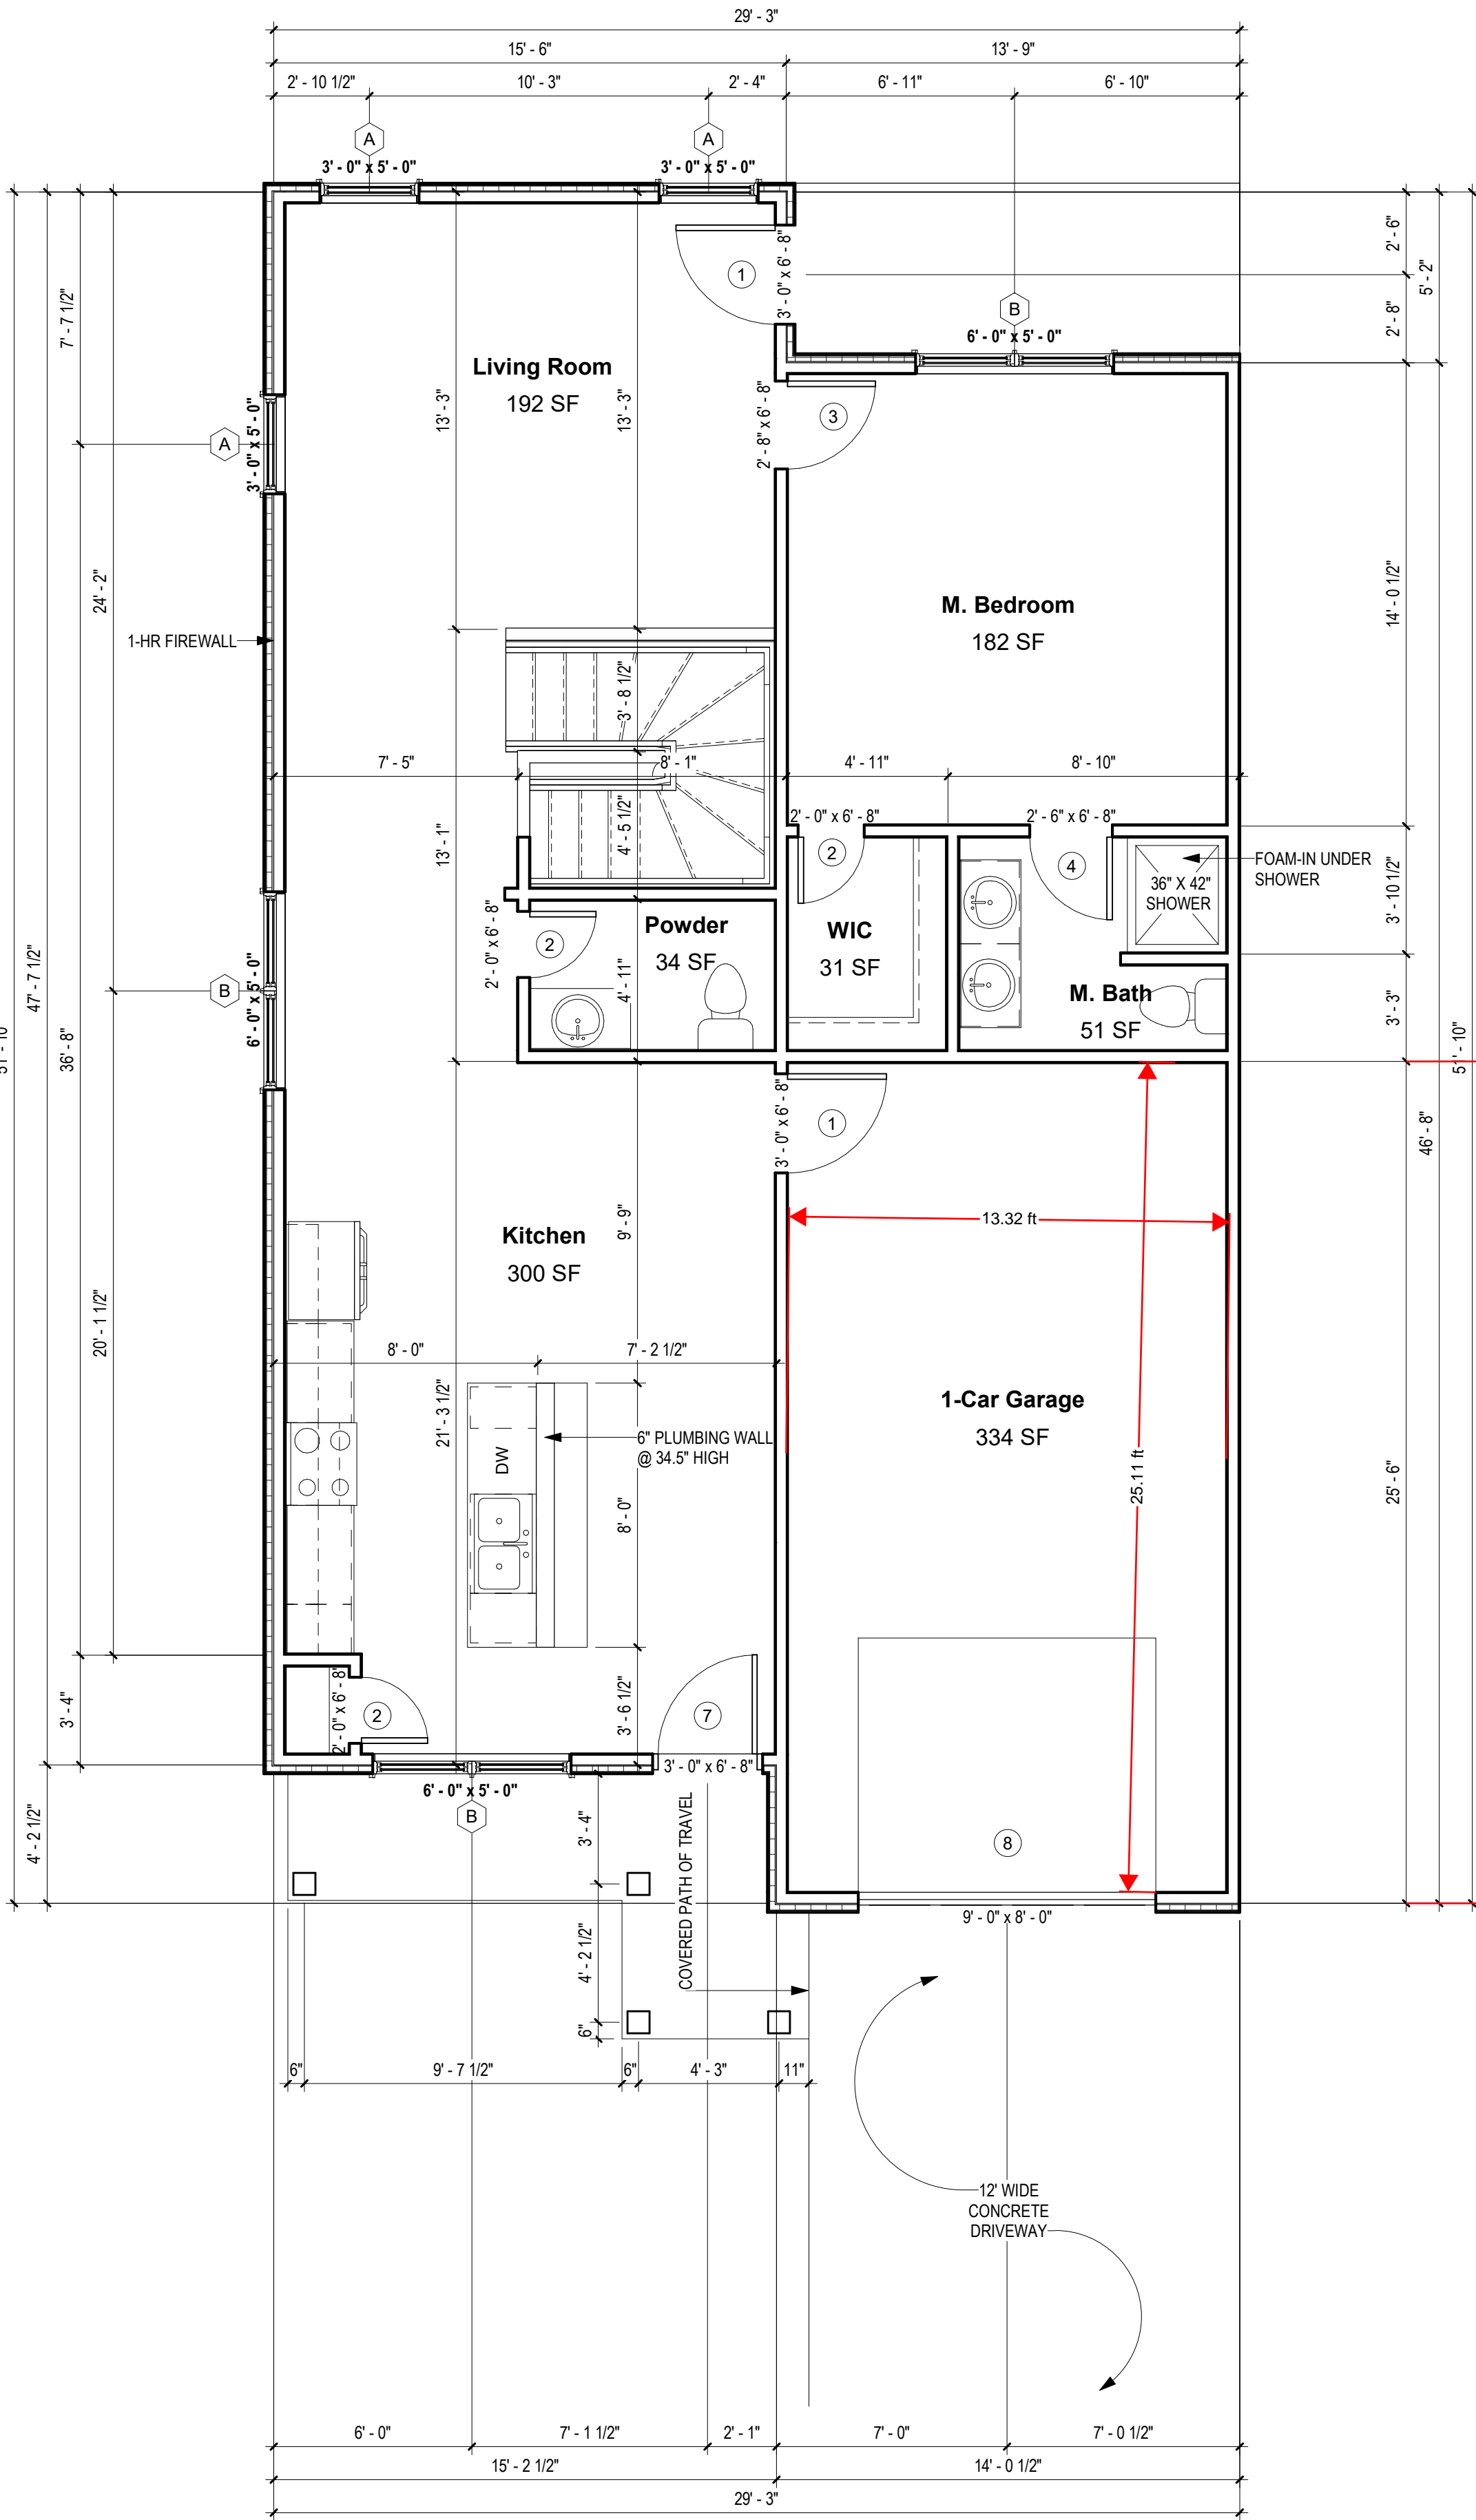 29' - 3"
15' - 6"
13' - 9"
2' - 10 1/2"
10' - 3"
2' - 4"
6' - 11"
6' - 10"
A
A
3' - 0" x 5' - 0"
3' - 0" x 5' - 0"
1
3' - 0" x 6' - 8"
2' - 6"
5' - 2"
2' - 8"
B
6' - 0" x 5' - 0"
7' - 7 1/2"
Living Room
192 SF
13' - 3"
13' - 3"
2' - 8" x 6' - 8"
3
A
3' - 0" x 5' - 0"
24' - 2"
1-HR FIREWALL
M. Bedroom
182 SF
14' - 0 1/2"
3' - 8 1/2"
7' - 5"
8' - 1"
4' - 11"
8' - 10"
4' - 5 1/2"
13' - 1"
2' - 0" x 6' - 8"
2' - 6" x 6' - 8"
2
4
FOAM-IN UNDER
SHOWER
36" X 42"
SHOWER
3' - 10 1/2"
2' - 0" x 6' - 8"
2
Powder
34 SF
4' - 11"
WIC
31 SF
M. Bath
51 SF
3' - 3"
B
6' - 0" x 5' - 0"
47' - 7 1/2"
36' - 8"
51' - 10"
51' - 10"
46' - 8"
3' - 0" x 6' - 8"
1
13.32 ft
Kitchen
300 SF
9' - 9"
20' - 1 1/2"
8' - 0"
7' - 2 1/2"
21' - 3 1/2"
DW
6" PLUMBING WALL
@ 34.5" HIGH
8' - 0"
1-Car Garage
334 SF
25.11 ft
25' - 6"
3' - 4"
2' - 0" x 6' - 8"
2
3' - 6 1/2"
7
3' - 0" x 6' - 8"
6' - 0" x 5' - 0"
B
4' - 2 1/2"
3' - 4"
COVERED PATH OF TRAVEL
8
9' - 0" x 8' - 0"
4' - 2 1/2"
6"
6"
9' - 7 1/2"
6"
4' - 3"
11"
12' WIDE
CONCRETE
DRIVEWAY
6' - 0"
7' - 1 1/2"
2' - 1"
7' - 0"
7' - 0 1/2"
15' - 2 1/2"
14' - 0 1/2"
29' - 3"